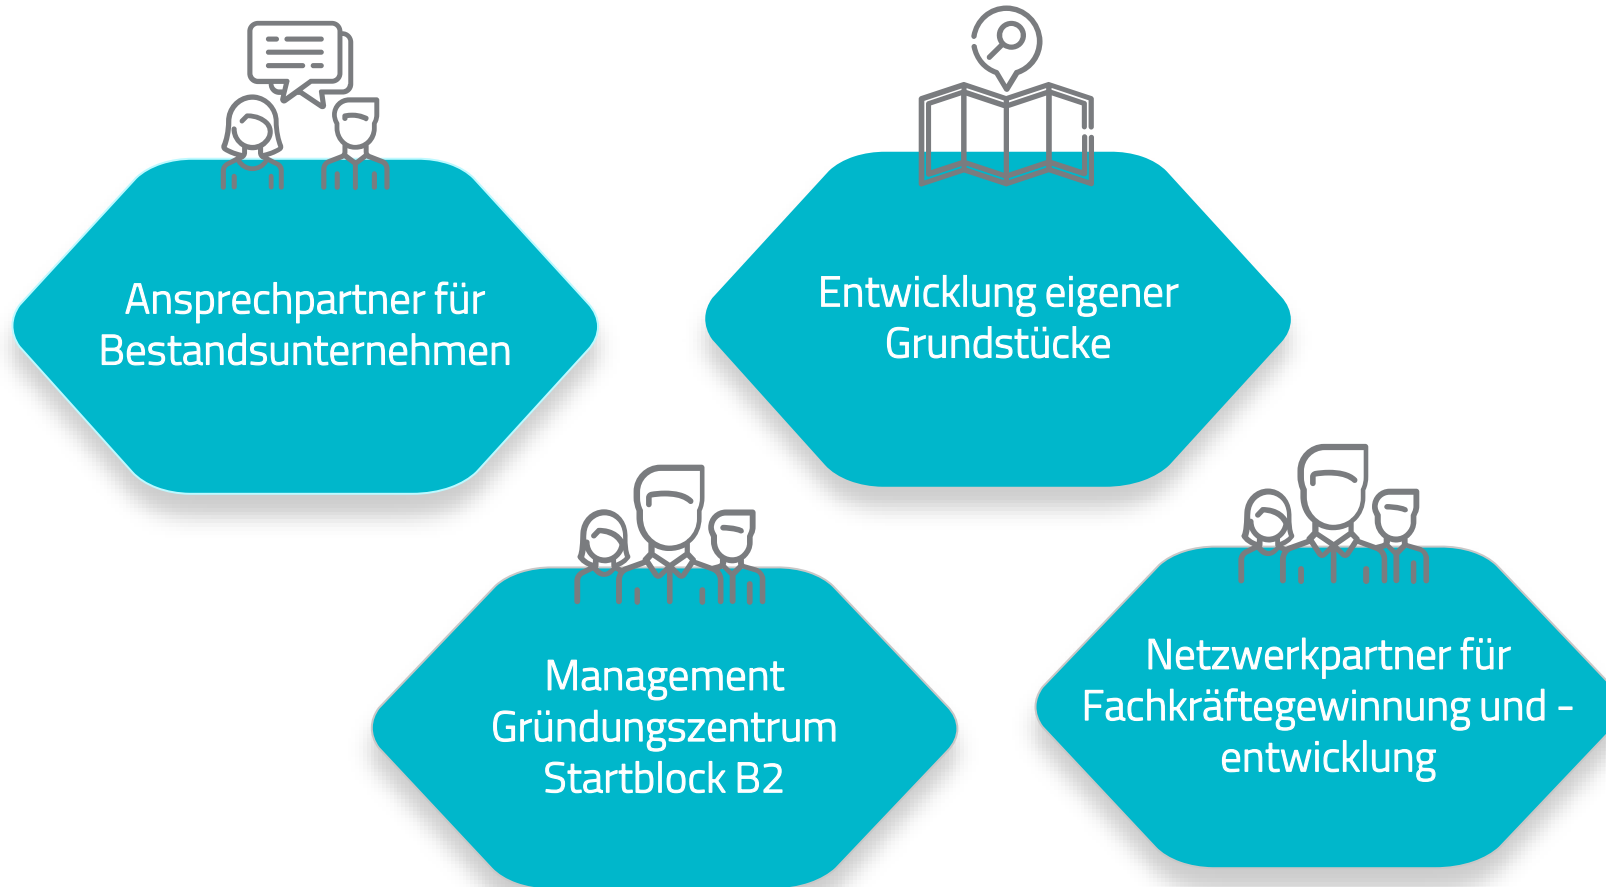 Ansprechpartner für
Bestandsunternehmen
Entwicklung eigener
Grundstücke
Management
Gründungszentrum
Startblock B2
Netzwerkpartner für
Fachkräftegewinnung und -
entwicklung